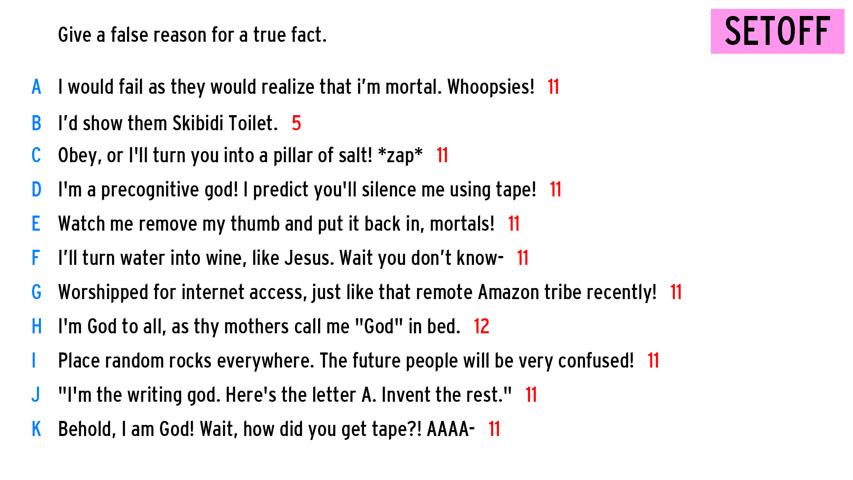 Give a false reason for a true fact.
SETOFF
A I would fail as they would realize that i'm mortal. Whoopsies! 11
B I'd show them Skibidi Toilet. 5
C Obey, or I'll turn you into a pillar of salt! *zap* 11
D I'm a precognitive god! I predict you'll silence me using tape! 11
E Watch me remove my thumb and put it back in, mortals! 11
F I'll turn water into wine, like Jesus. Wait you don't know- 11
G Worshipped for internet access, just like that remote Amazon tribe recently! 11
H I'm God to all, as thy mothers call me "God" in bed. 12
I Place random rocks everywhere. The future people will be very confused! 11
J "I'm the writing god. Here's the letter A. Invent the rest." 11
K Behold, I am God! Wait, how did you get tape?! AAAA- 11